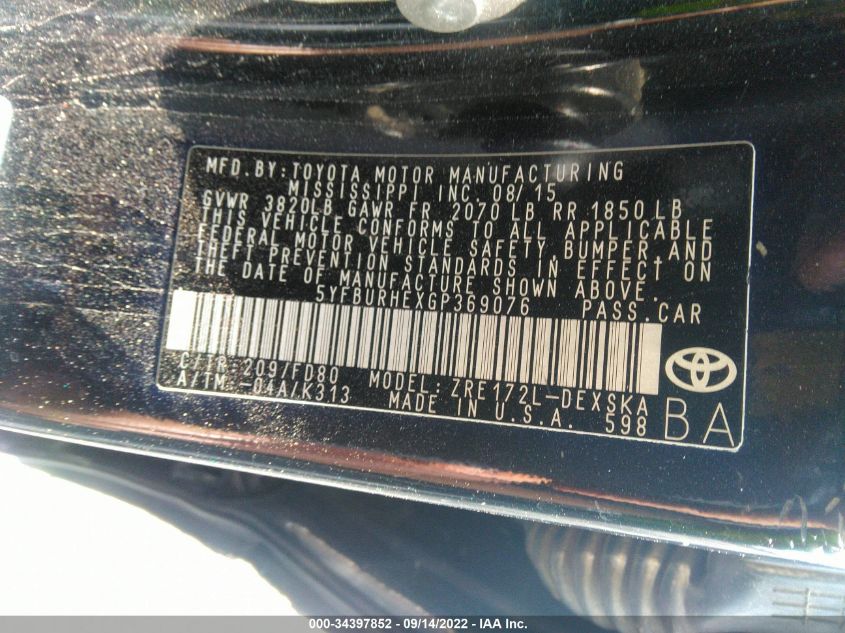 MFD.BY:TOYOTA MOTOR MANUFACTURING
MISSISSIPPI INC. 08/15
GVWR 3820LB GAWR FR 2070 LB RR 1850 LB
THIS VEHICLE CONFORMS TO ALL APPLICABLE
FEDERAL MOTOR VEHICLE SAFETY,BUMPER,AND
THEFT PREVENTION STANDARDS IN EFFECT ON
THE DATE OF MANUFACTURE SHOWN ABOVE.
5YFBURHEXGP369076 PASS.CAR
C/TR 209/FD80 MODEL: ZRE172L-DEXSKA
A/TM -04A/K313 MADE IN U.S.A. 598
BA
000-34397852 - 09/14/2022 - IAA Inc.